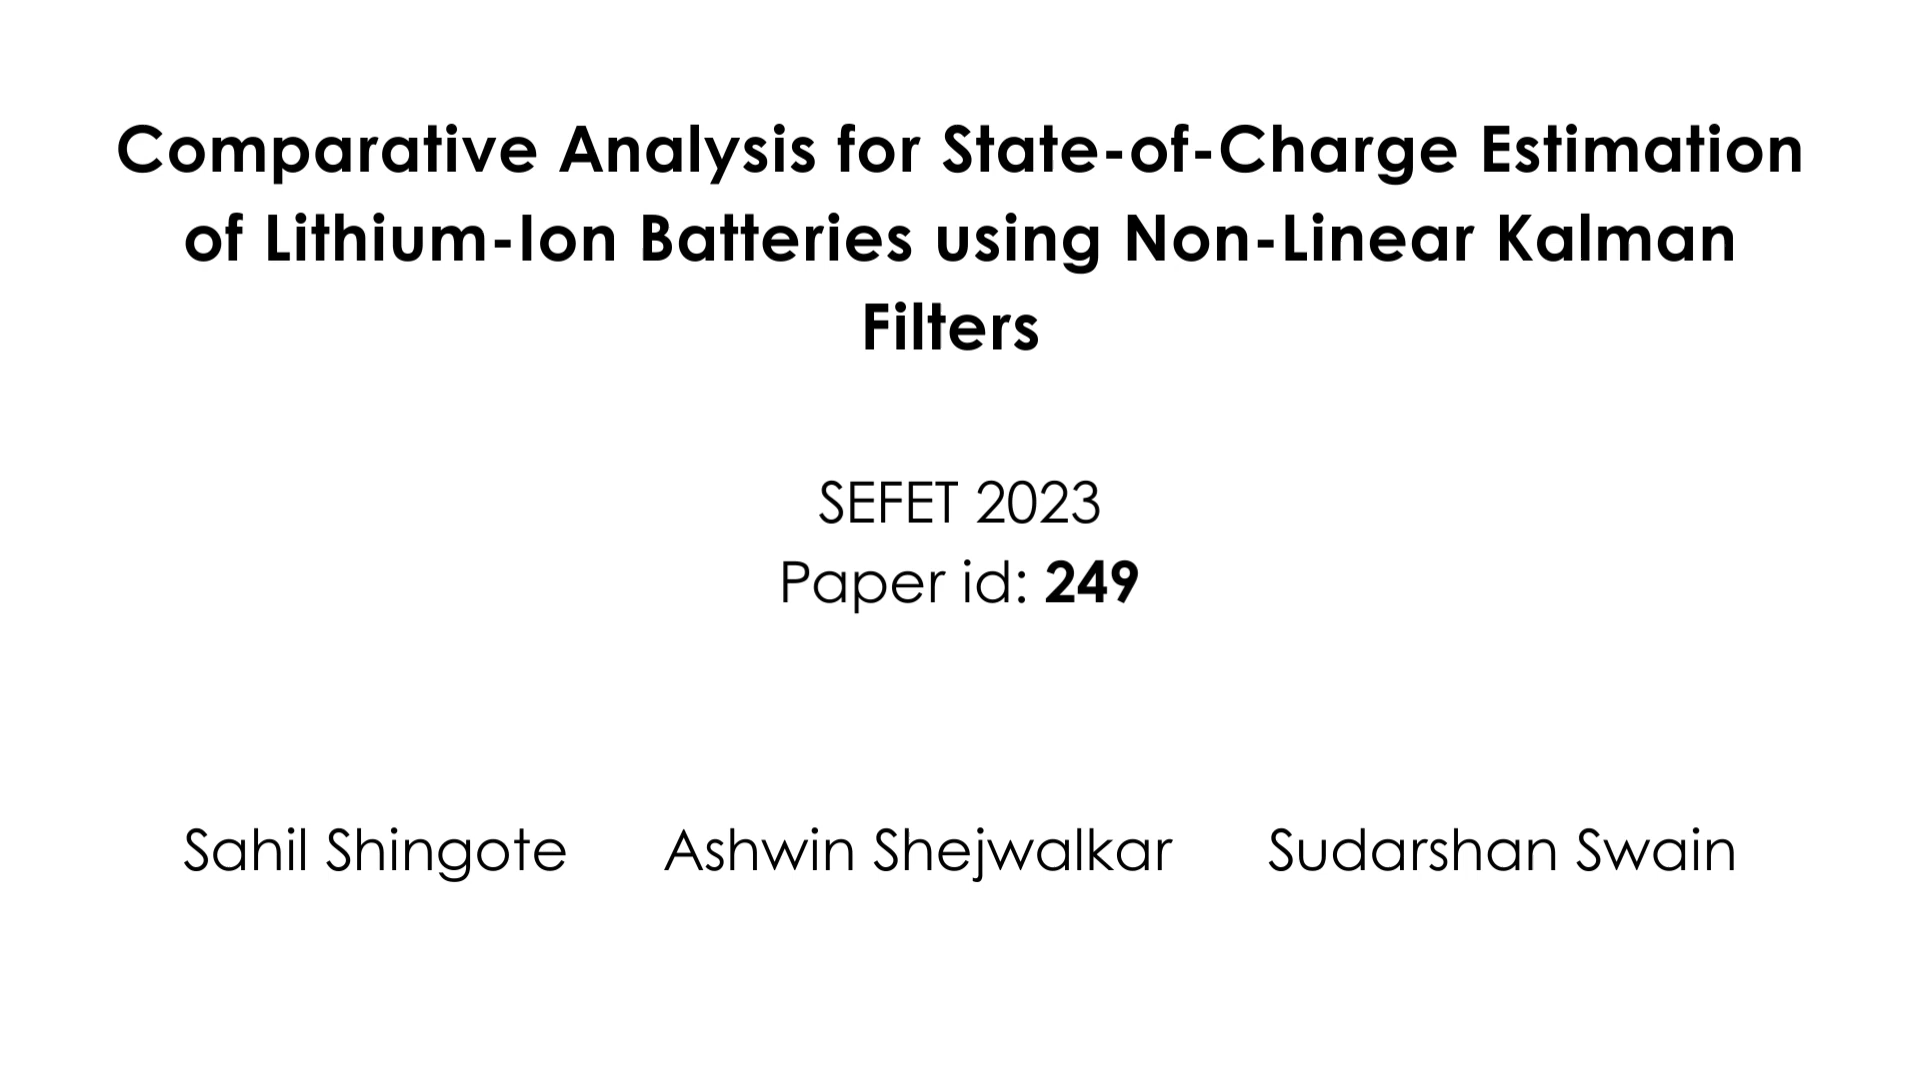 Comparative Analysis for State-of-Charge Estimation
of Lithium-Ion Batteries using Non-Linear Kalman
Filters
SEFET 2023
Paper id: 249
Sahil Shingote Ashwin Shejwalkar Sudarshan Swain